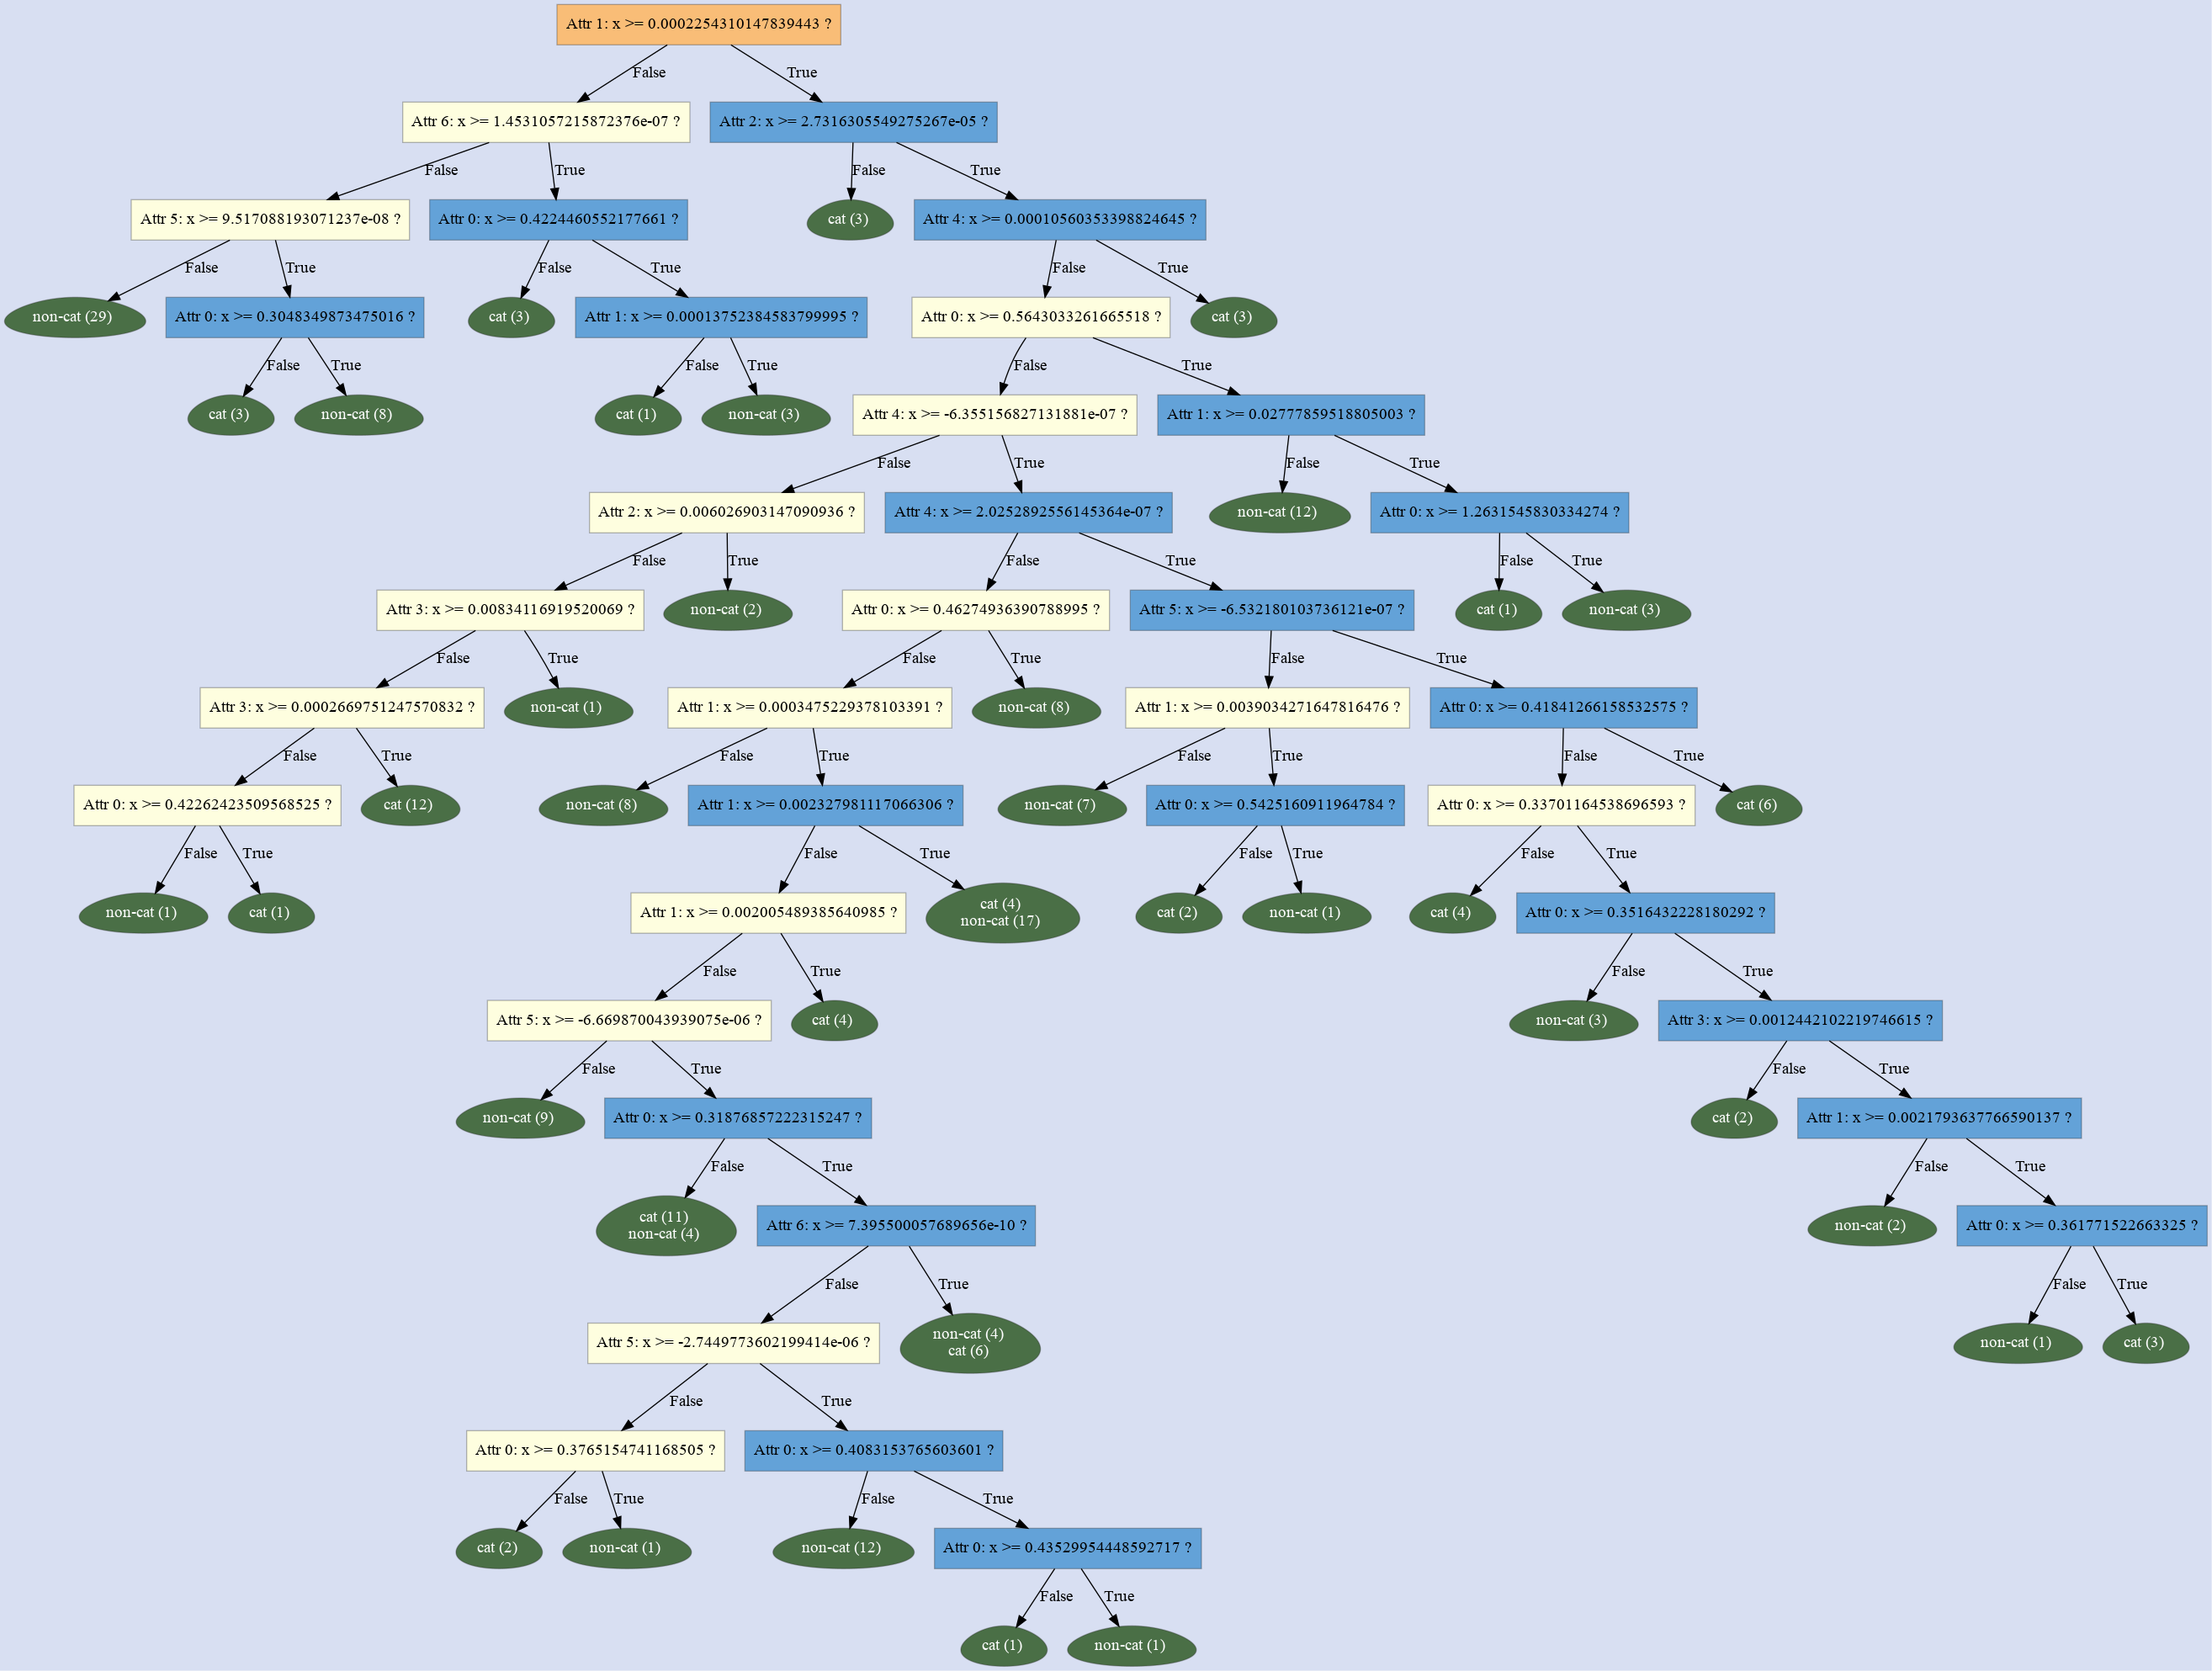 Attr 1: x >= 0.0002254310147839443 ?
False
True
Attr 6: x >= 1.4531057215872376e-07 ?
Attr 2: x >= 2.7316305549275267e-05 ?
False
True
False
True
Attr 5: x >= 9.517088193071237e-08 ?
Attr 0: x >= 0.4224460552177661 ?
cat (3)
Attr 4: x >= 0.00010560353398824645 ?
False
True
False
True
False
True
non-cat (29)
Attr 0: x >= 0.3048349873475016 ?
cat (3)
Attr 1: x >= 0.00013752384583799995 ?
Attr 0: x >= 0.5643033261665518 ?
cat (3)
False
True
False
True
False
True
cat (3)
non-cat (8)
cat (1)
non-cat (3)
Attr 4: x >= -6.355156827131881e-07 ?
Attr 1: x >= 0.02777859518805003 ?
False
True
False
True
Attr 2: x >= 0.006026903147090936 ?
Attr 4: x >= 2.0252892556145364e-07 ?
non-cat (12)
Attr 0: x >= 1.2631545830334274 ?
False
True
False
True
False
True
Attr 3: x >= 0.00834116919520069 ?
non-cat (2)
Attr 0: x >= 0.46274936390788995 ?
Attr 5: x >= -6.532180103736121e-07 ?
cat (1)
non-cat (3)
False
True
False
True
False
True
Attr 3: x >= 0.0002669751247570832 ?
non-cat (1)
Attr 1: x >= 0.0003475229378103391 ?
non-cat (8)
Attr 1: x >= 0.0039034271647816476 ?
Attr 0: x >= 0.41841266158532575 ?
False
True
False
True
False
True
False
True
Attr 0: x >= 0.42262423509568525 ?
cat (12)
non-cat (8)
Attr 1: x >= 0.002327981117066306 ?
non-cat (7)
Attr 0: x >= 0.5425160911964784 ?
Attr 0: x >= 0.33701164538696593 ?
cat (6)
False
True
False
True
False
True
False
True
non-cat (1)
cat (1)
Attr 1: x >= 0.002005489385640985 ?
cat (4)
non-cat (17)
cat (2)
non-cat (1)
cat (4)
Attr 0: x >= 0.3516432228180292 ?
False
True
False
True
Attr 5: x >= -6.669870043939075e-06 ?
cat (4)
non-cat (3)
Attr 3: x >= 0.0012442102219746615 ?
False
True
False
True
non-cat (9)
Attr 0: x >= 0.31876857222315247 ?
cat (2)
Attr 1: x >= 0.0021793637766590137 ?
False
True
False
True
cat (11)
non-cat (4)
Attr 6: x >= 7.395500057689656e-10 ?
non-cat (2)
Attr 0: x >= 0.361771522663325 ?
False
True
False
True
Attr 5: x >= -2.7449773602199414e-06 ?
non-cat (4)
cat (6)
non-cat (1)
cat (3)
False
True
Attr 0: x >= 0.3765154741168505 ?
Attr 0: x >= 0.4083153765603601 ?
False
True
False
True
cat (2)
non-cat (1)
non-cat (12)
Attr 0: x >= 0.43529954448592717 ?
False
True
cat (1)
non-cat (1)